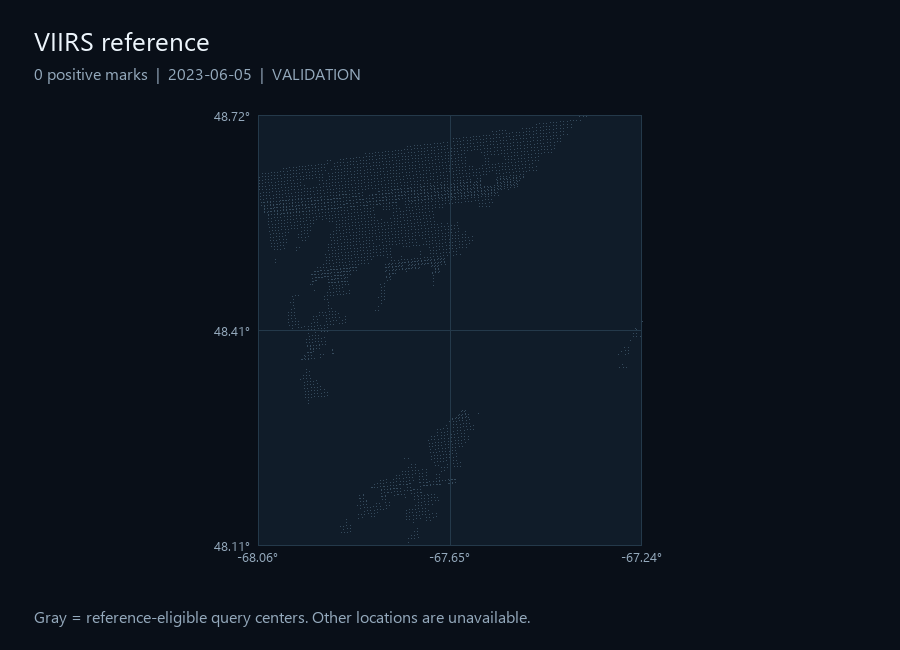 VIIRS reference
0 positive marks | 2023-06-05 | VALIDATION
48.72°
48.41°
48.11°
-68.06° -67.65° -67.24°
Gray = reference-eligible query centers. Other locations are unavailable.